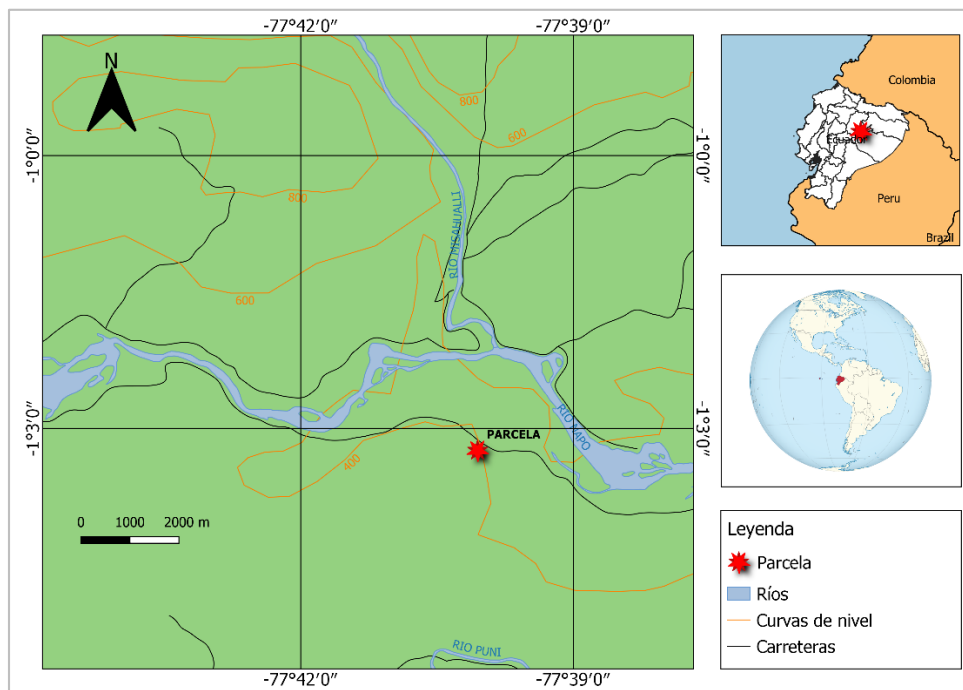 -77°42′0″
-77°39′0″
N
800
800
600
-1°0′0″
-1°0′0″
800
RIO MISAHUALLI
600
-1°3′0″
-1°3′0″
PARCELA
RIO NAPO
400
0 1000 2000 m
RIO PUNI
-77°42′0″
-77°39′0″
Colombia
Ecuador
Peru
Brazil
Leyenda
Parcela
Ríos
Curvas de nivel
Carreteras